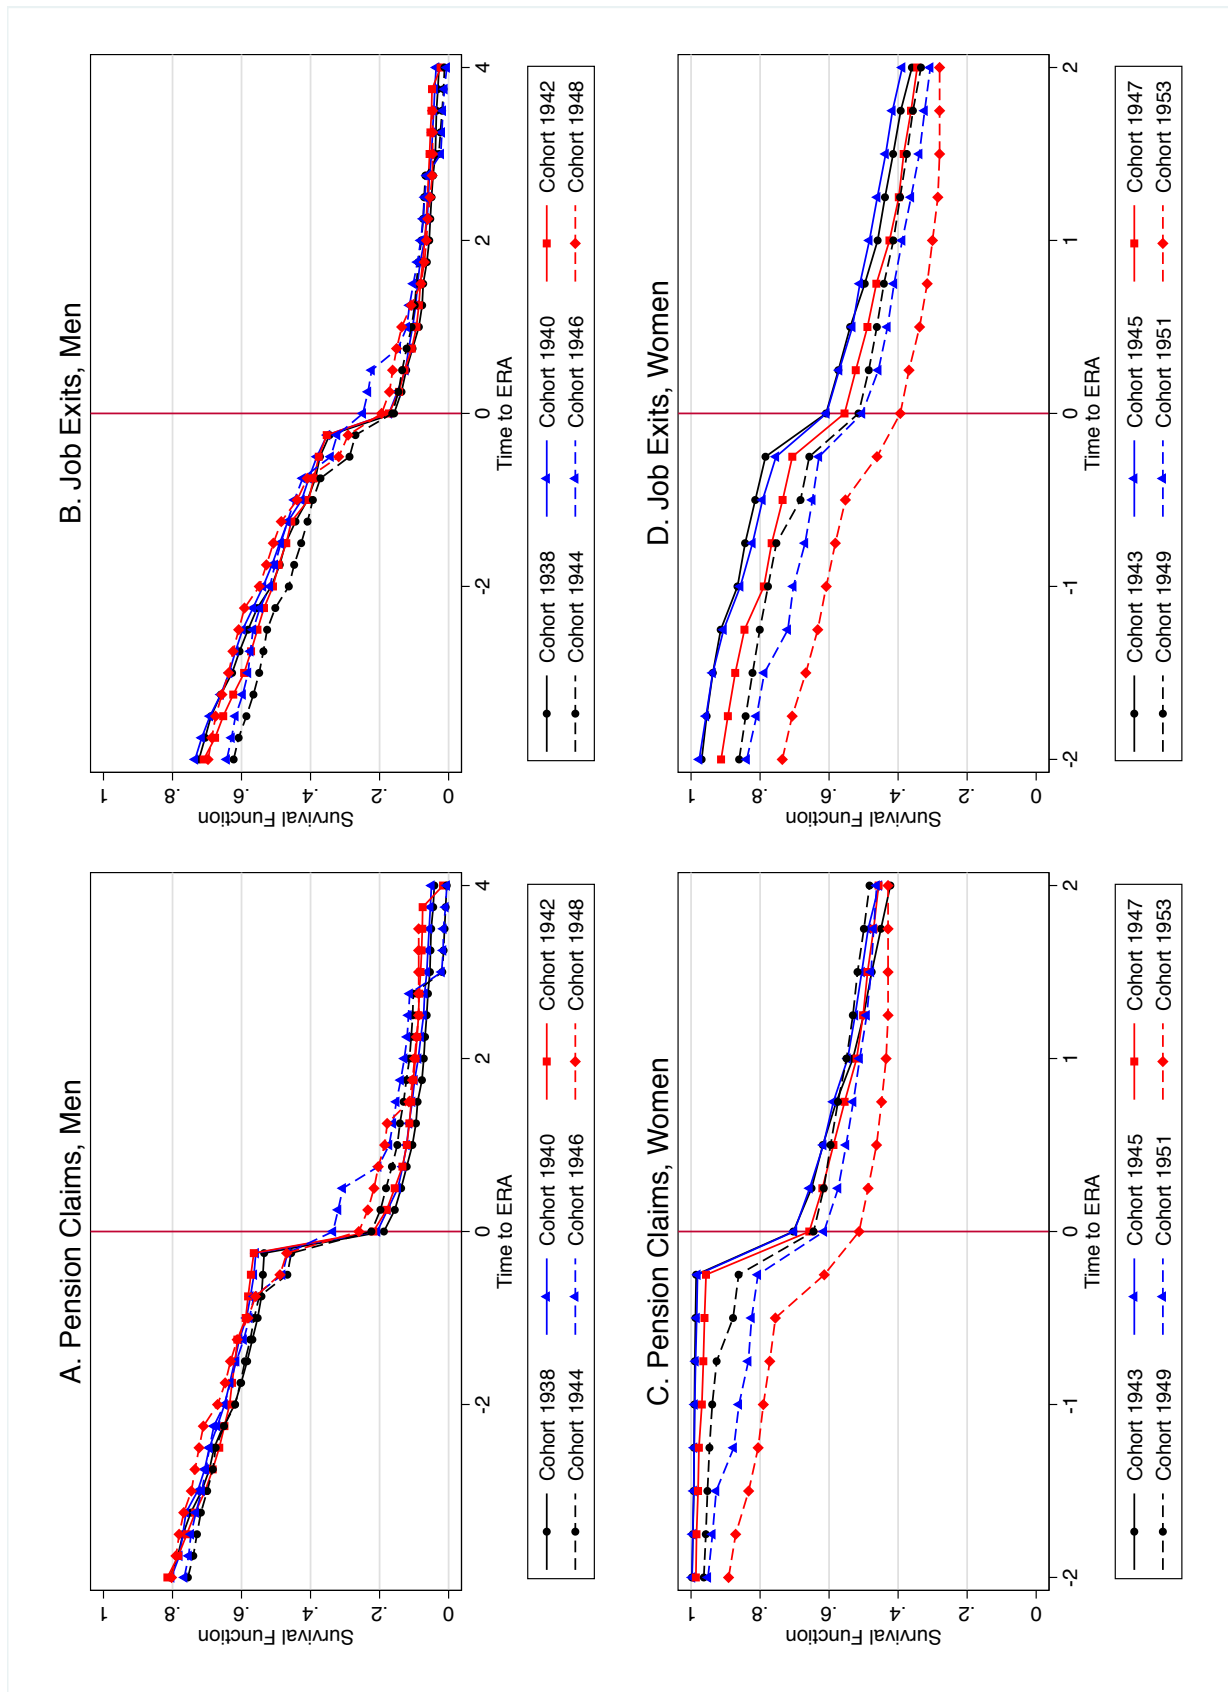 A. Pension Claims, Men
1
.8
.6
.4
.2
0
Survival Function
-2
0
2
4
Time to ERA
Cohort 1938
Cohort 1940
Cohort 1942
Cohort 1944
Cohort 1946
Cohort 1948
B. Job Exits, Men
1
.8
.6
.4
.2
0
Survival Function
-2
0
2
4
Time to ERA
Cohort 1938
Cohort 1940
Cohort 1942
Cohort 1944
Cohort 1946
Cohort 1948
C. Pension Claims, Women
1
.8
.6
.4
.2
0
Survival Function
-2
-1
0
1
2
Time to ERA
Cohort 1943
Cohort 1945
Cohort 1947
Cohort 1949
Cohort 1951
Cohort 1953
D. Job Exits, Women
1
.8
.6
.4
.2
0
Survival Function
-2
-1
0
1
2
Time to ERA
Cohort 1943
Cohort 1945
Cohort 1947
Cohort 1949
Cohort 1951
Cohort 1953